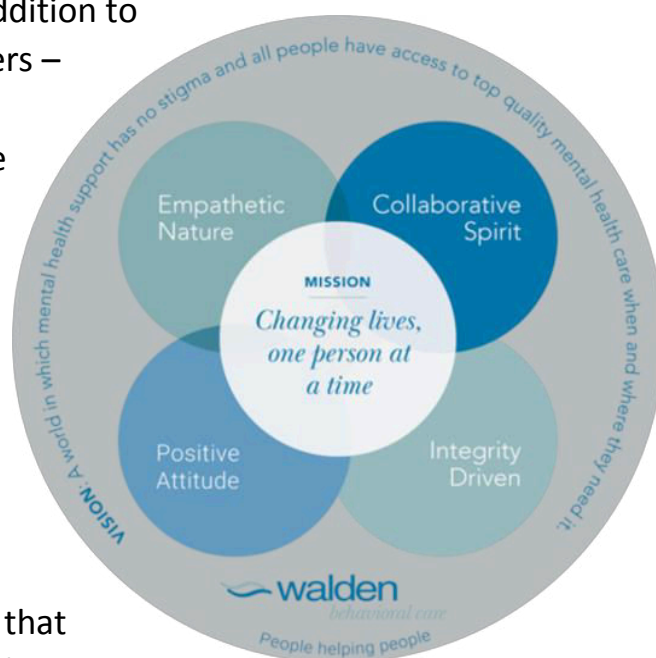 ddition to
ers –
e
that
VISION: A world in which mental health support has no stigma and all people have access to top quality mental health care when and where they need it.
Empathetic
Nature
Collaborative
Spirit
MISSION
Changing lives,
one person at
a time
Positive
Attitude
Integrity
Driven
walden
behavioral care
People helping people